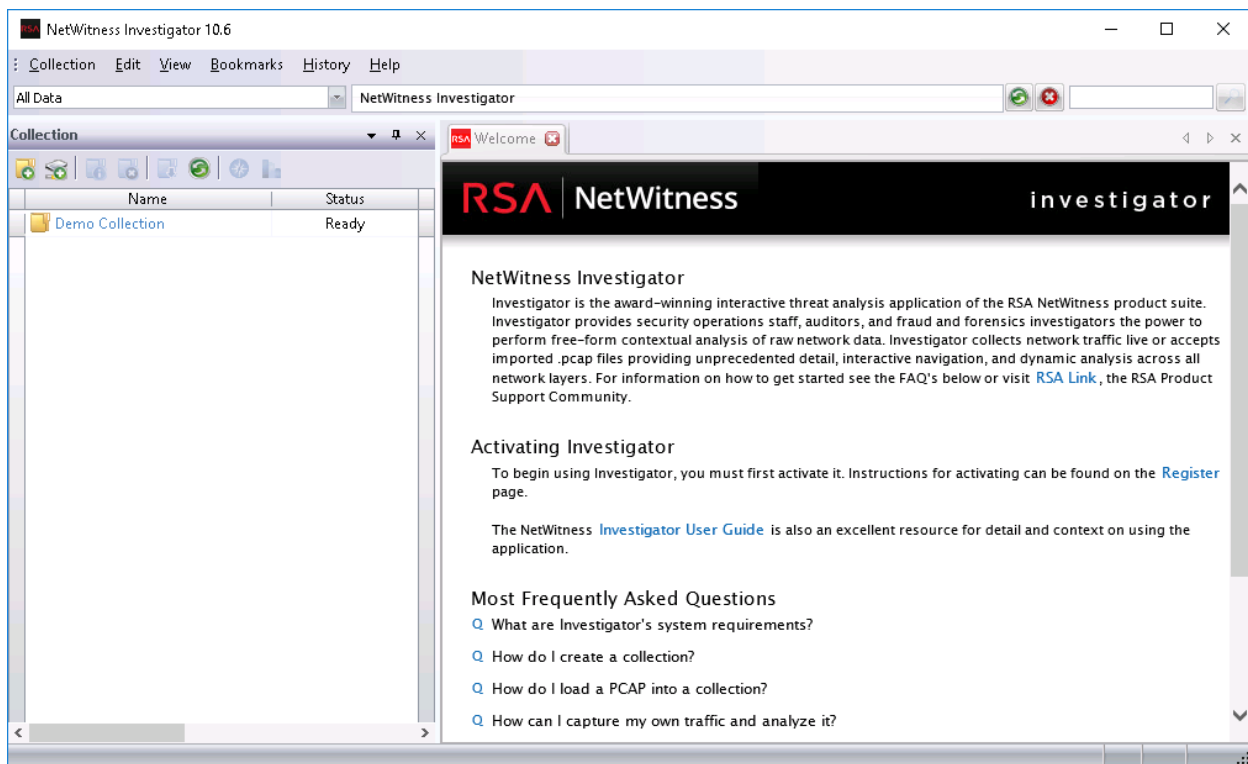 RSA NetWitness Investigator 10.6
Collection Edit View Bookmarks History Help
All Data NetWitness Investigator
Collection
RSA Welcome
Name Status
Demo Collection Ready
RSA NetWitness investigator
NetWitness Investigator
Investigator is the award-winning interactive threat analysis application of the RSA NetWitness product suite.
Investigator provides security operations staff, auditors, and fraud and forensics investigators the power to
perform free-form contextual analysis of raw network data. Investigator collects network traffic live or accepts
imported .pcap files providing unprecedented detail, interactive navigation, and dynamic analysis across all
network layers. For information on how to get started see the FAQ's below or visit RSA Link , the RSA Product
Support Community.
Activating Investigator
To begin using Investigator, you must first activate it. Instructions for activating can be found on the Register
page.
The NetWitness Investigator User Guide is also an excellent resource for detail and context on using the
application.
Most Frequently Asked Questions
Q What are Investigator's system requirements?
Q How do I create a collection?
Q How do I load a PCAP into a collection?
Q How can I capture my own traffic and analyze it?